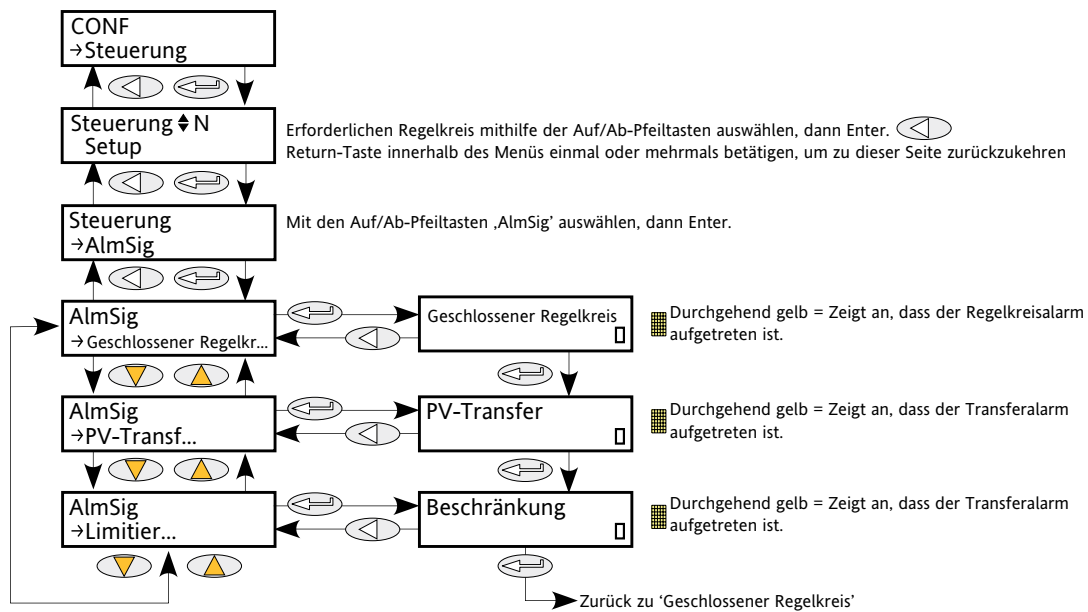 CONF
→Steuerung
Steuerung ♦ N
Setup
Erforderlichen Regelkreis mithilfe der Auf/Ab-Pfeiltasten auswählen, dann Enter.
Return-Taste innerhalb des Menüs einmal oder mehrmals betätigen, um zu dieser Seite zurückzukehren
Steuerung
→AlmSig
Mit den Auf/Ab-Pfeiltasten ‚AlmSig’ auswählen, dann Enter.
AlmSig
→Geschlossener Regelkr...
Geschlossener Regelkreis
Durchgehend gelb = Zeigt an, dass der Regelkreisalarm
aufgetreten ist.
AlmSig
→PV-Transf...
PV-Transfer
Durchgehend gelb = Zeigt an, dass der Transferalarm
aufgetreten ist.
AlmSig
→Limitier...
Beschränkung
Durchgehend gelb = Zeigt an, dass der Transferalarm
aufgetreten ist.
Zurück zu ‘Geschlossener Regelkreis’